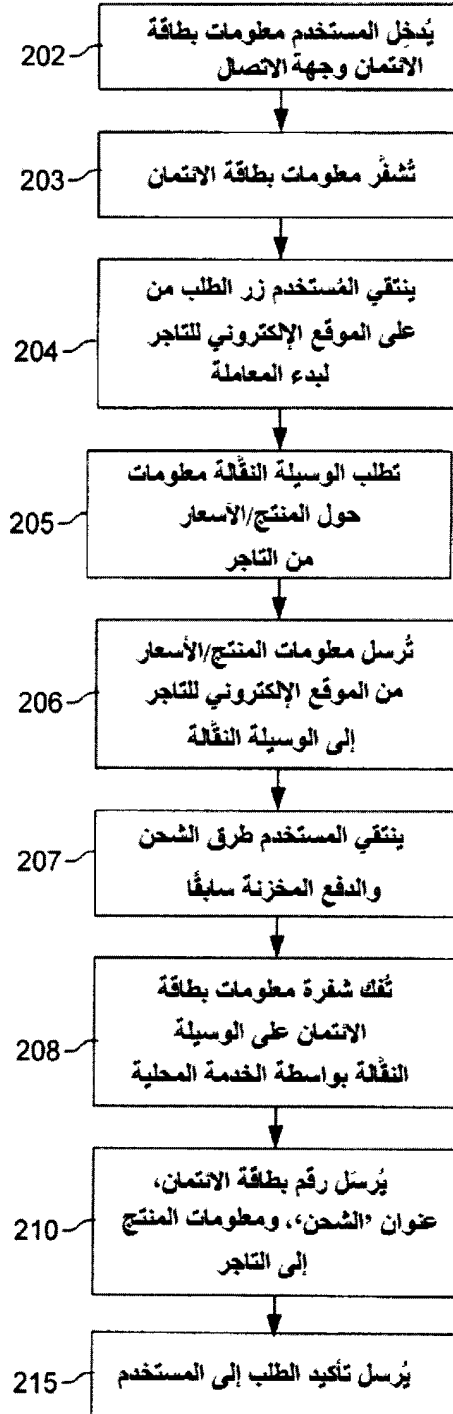 202
يُدخِل المستخدم معلومات بطاقة
الائتمان وجهة الاتصال
203
تُشفَّر معلومات بطاقة الائتمان
204
ينتقي المُستخدم زر الطلب من
على الموقع الإلكتروني للتاجر
لبدء المعاملة
205
تطلب الوسيلة النقَّالة معلومات
حول المنتج/الأسعار
من التاجر
206
تُرسل معلومات المنتج/الأسعار
من الموقع الإلكتروني للتاجر
إلى الوسيلة النقَّالة
207
ينتقي المستخدم طرق الشحن
والدفع المخزنة سابقًا
208
تُفك شفرة معلومات بطاقة
الائتمان على الوسيلة
النقَّالة بواسطة الخدمة المحلية
210
يُرسَل رقم بطاقة الائتمان،
عنوان ‘الشحن‘، ومعلومات المنتج
إلى التاجر
215
يُرسل تأكيد الطلب إلى المستخدم